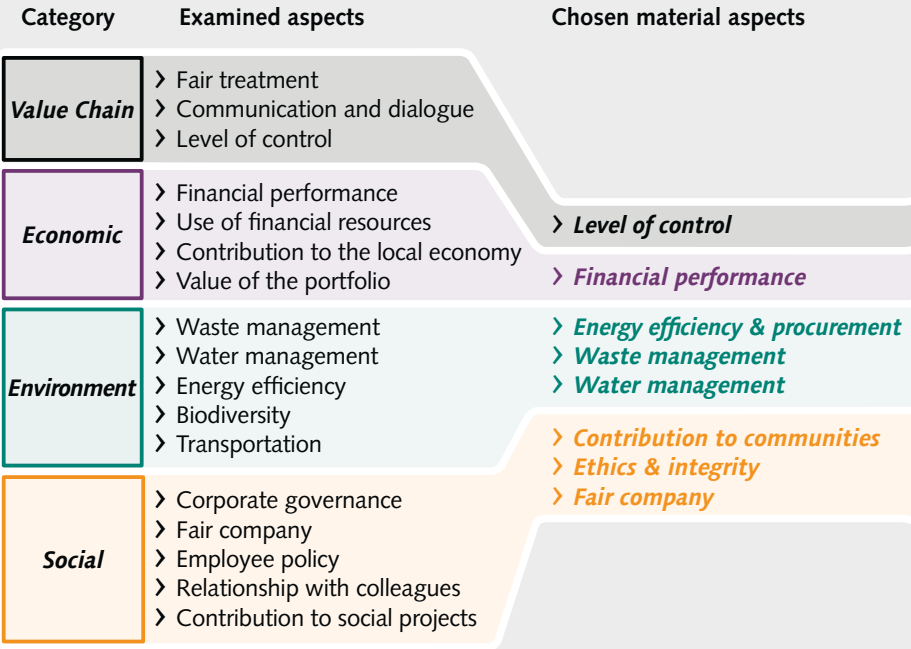 Category Examined aspects Chosen material aspects
Value Chain
› Fair treatment
› Communication and dialogue
› Level of control
› Level of control
Economic
› Financial performance
› Use of financial resources
› Contribution to the local economy
› Value of the portfolio
› Financial performance
Environment
› Waste management
› Water management
› Energy efficiency
› Biodiversity
› Transportation
› Energy efficiency & procurement
› Waste management
› Water management
Social
› Corporate governance
› Fair company
› Employee policy
› Relationship with colleagues
› Contribution to social projects
› Contribution to communities
› Ethics & integrity
› Fair company